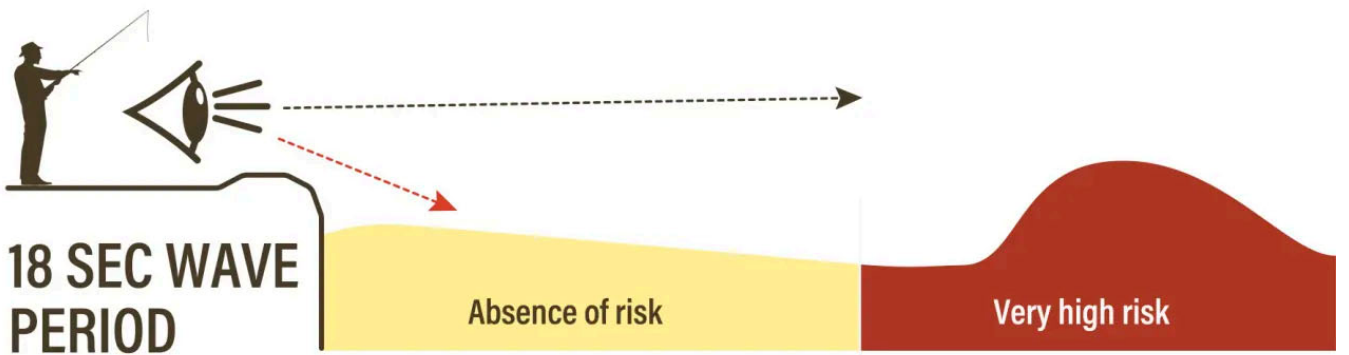 18 SEC WAVE
PERIOD
Absence of risk
Very high risk